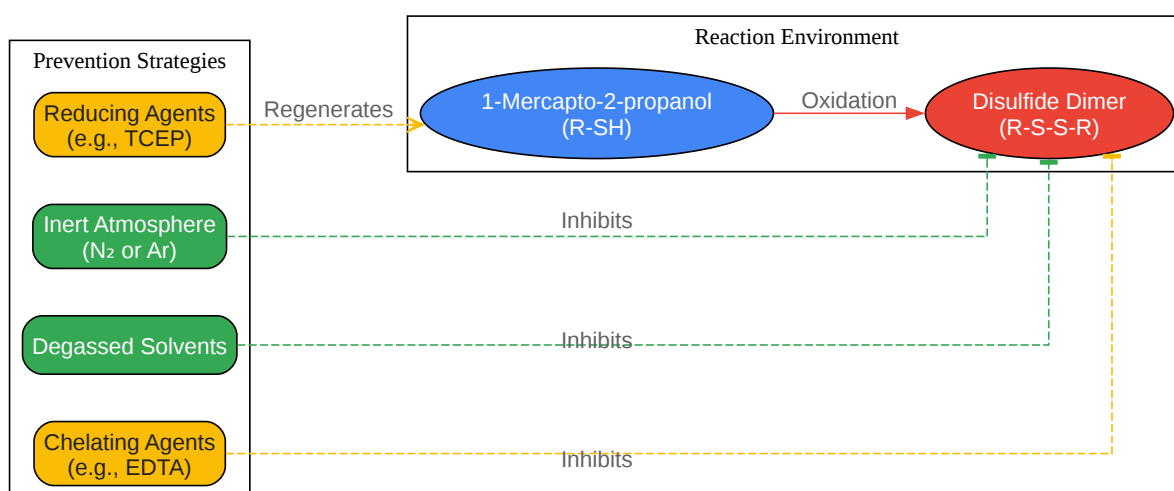 Reaction Environment
Prevention Strategies
Reducing Agents
(e.g., TCEP)
Regenerates
1-Mercapto-2-propanol
(R-SH)
Oxidation
Disulfide Dimer
(R-S-S-R)
Inert Atmosphere
(N₂ or Ar)
Inhibits
Degassed Solvents
Inhibits
Chelating Agents
(e.g., EDTA)
Inhibits